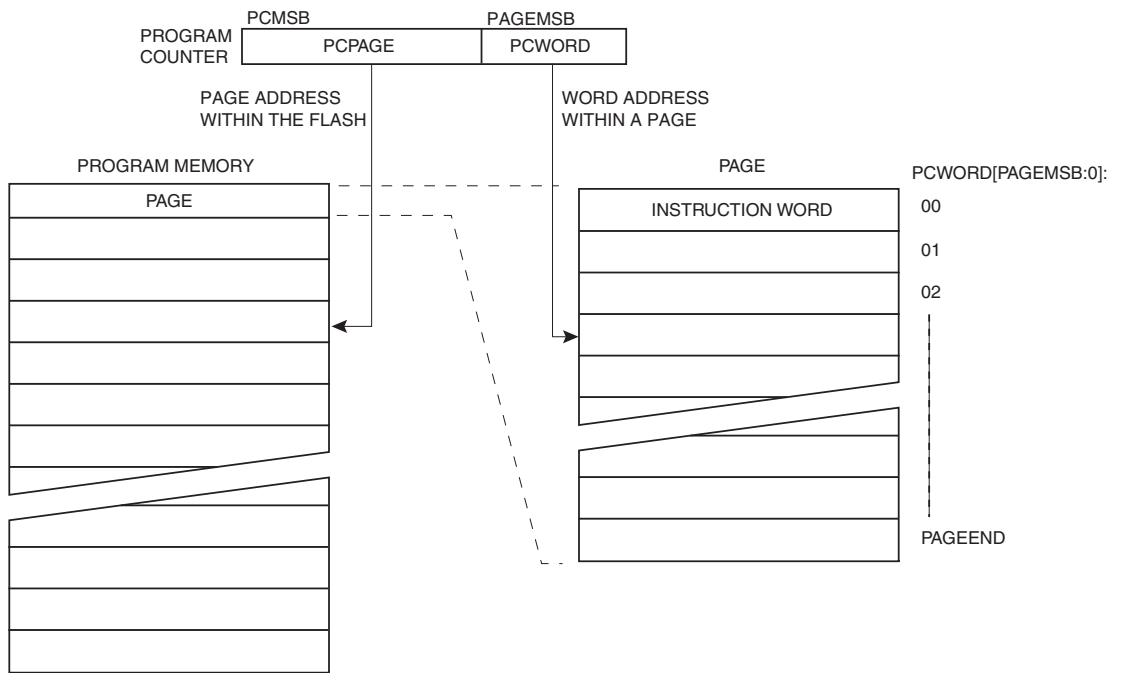 PCMSB
PAGEMSB
PROGRAM
COUNTER
PCPAGE
PCWORD
PAGE ADDRESS
WITHIN THE FLASH
WORD ADDRESS
WITHIN A PAGE
PROGRAM MEMORY
PAGE
PAGE
PCWORD[PAGEMSB:0]:
INSTRUCTION WORD
00
01
02
PAGEEND